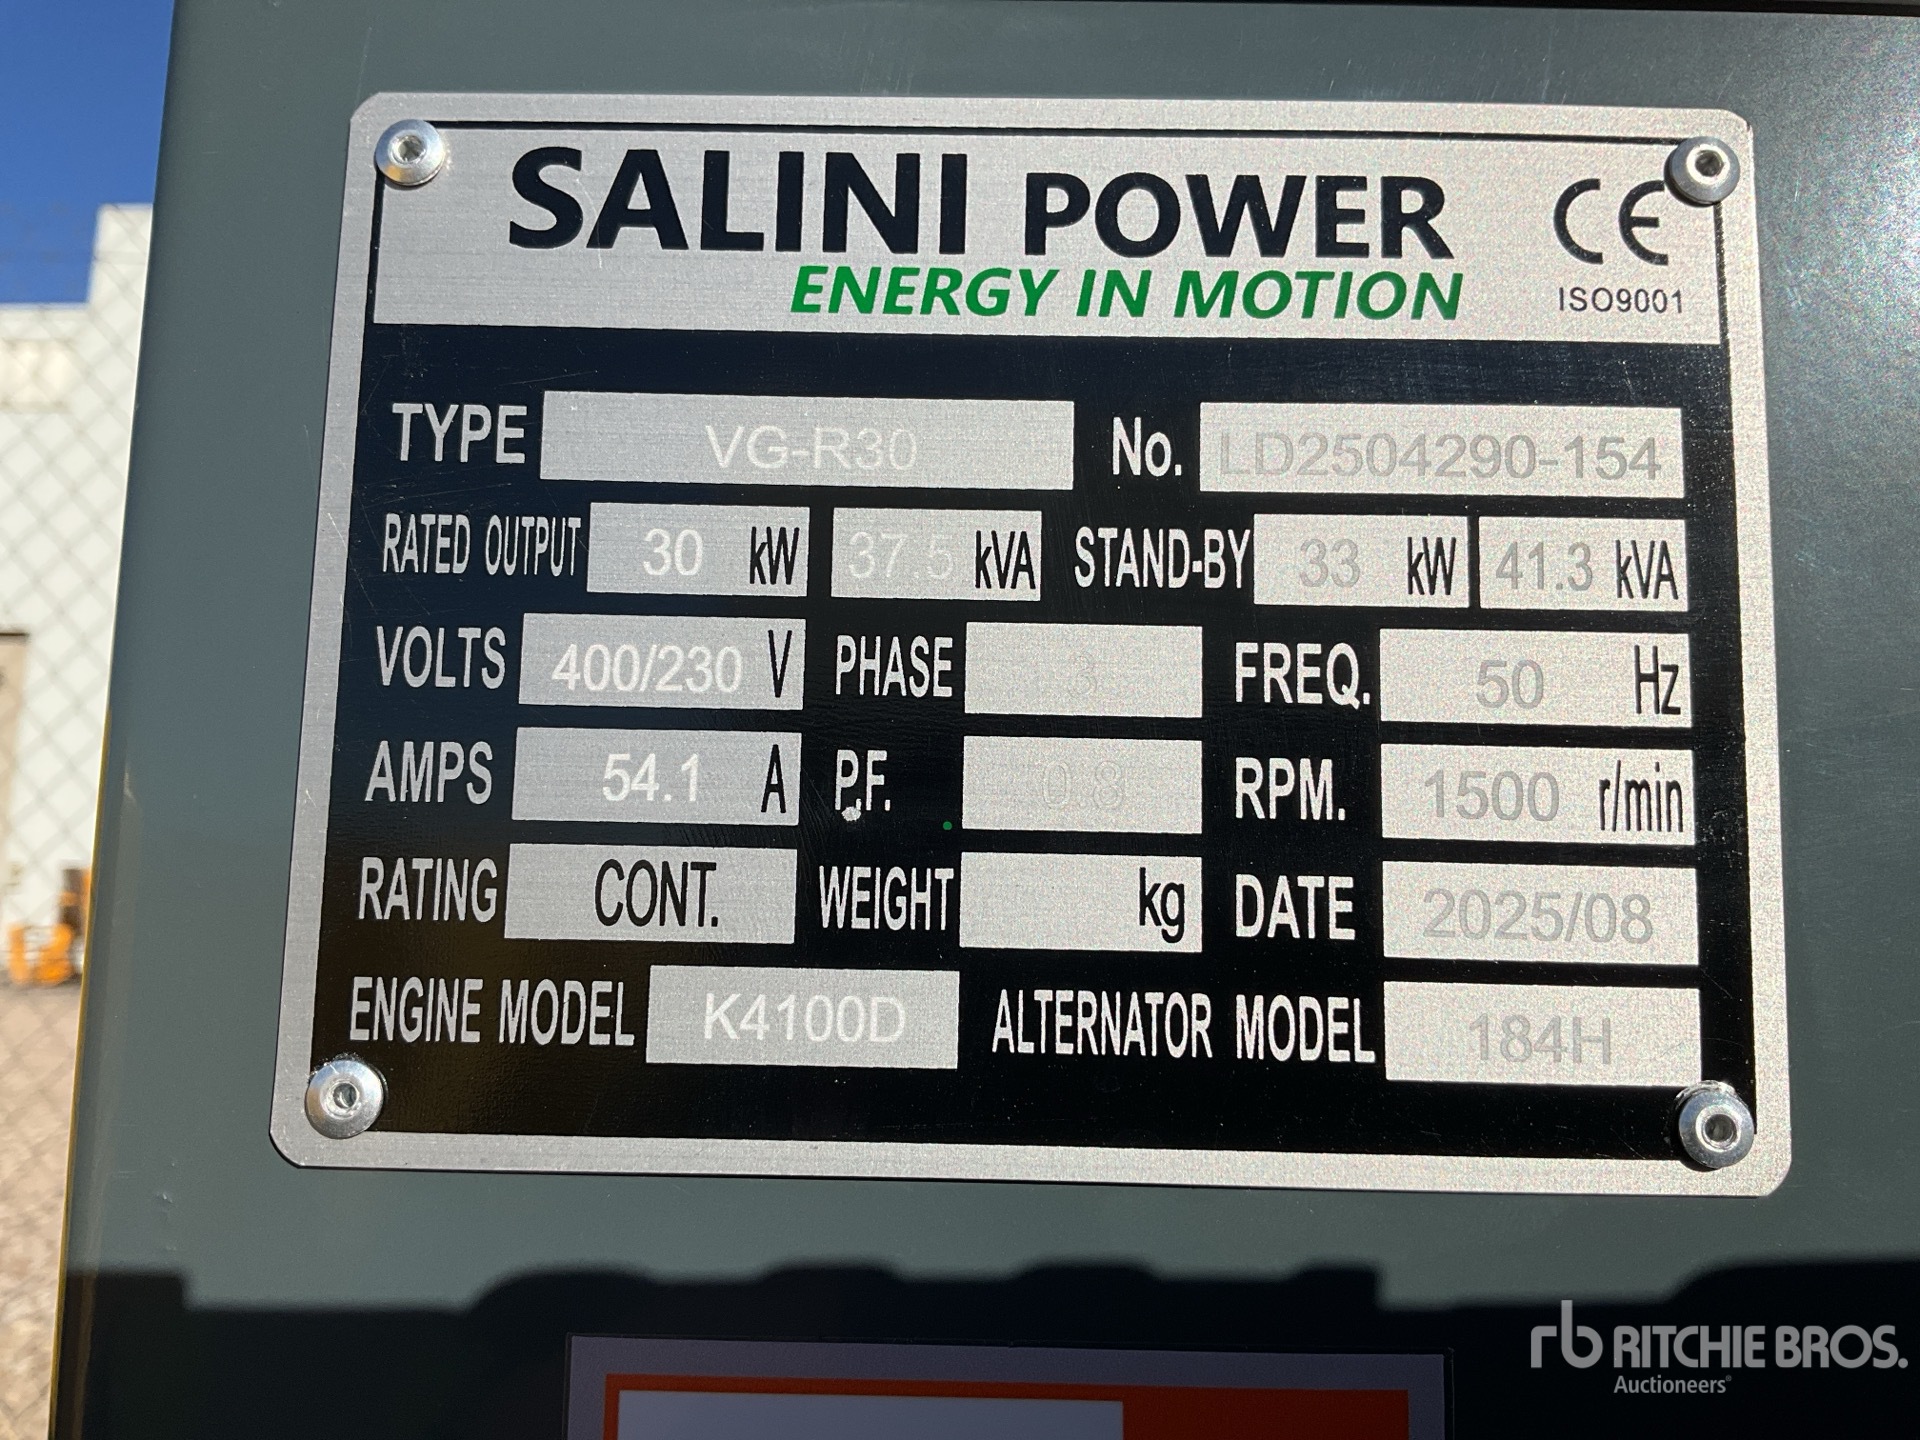 SALINI POWER
ENERGY IN MOTION
CE
ISO9001
TYPE VG-R30 No. LD2504290-154
RATED OUTPUT 30 kW 37.5 kVA STAND-BY 33 kW 41.3 kVA
VOLTS 400/230 V PHASE 3 FREQ. 50 Hz
AMPS 54.1 A P.F. 0.8 RPM. 1500 r/min
RATING CONT. WEIGHT kg DATE 2025/08
ENGINE MODEL K4100D ALTERNATOR MODEL 184H
rb RITCHIE BROS.
Auctioneers